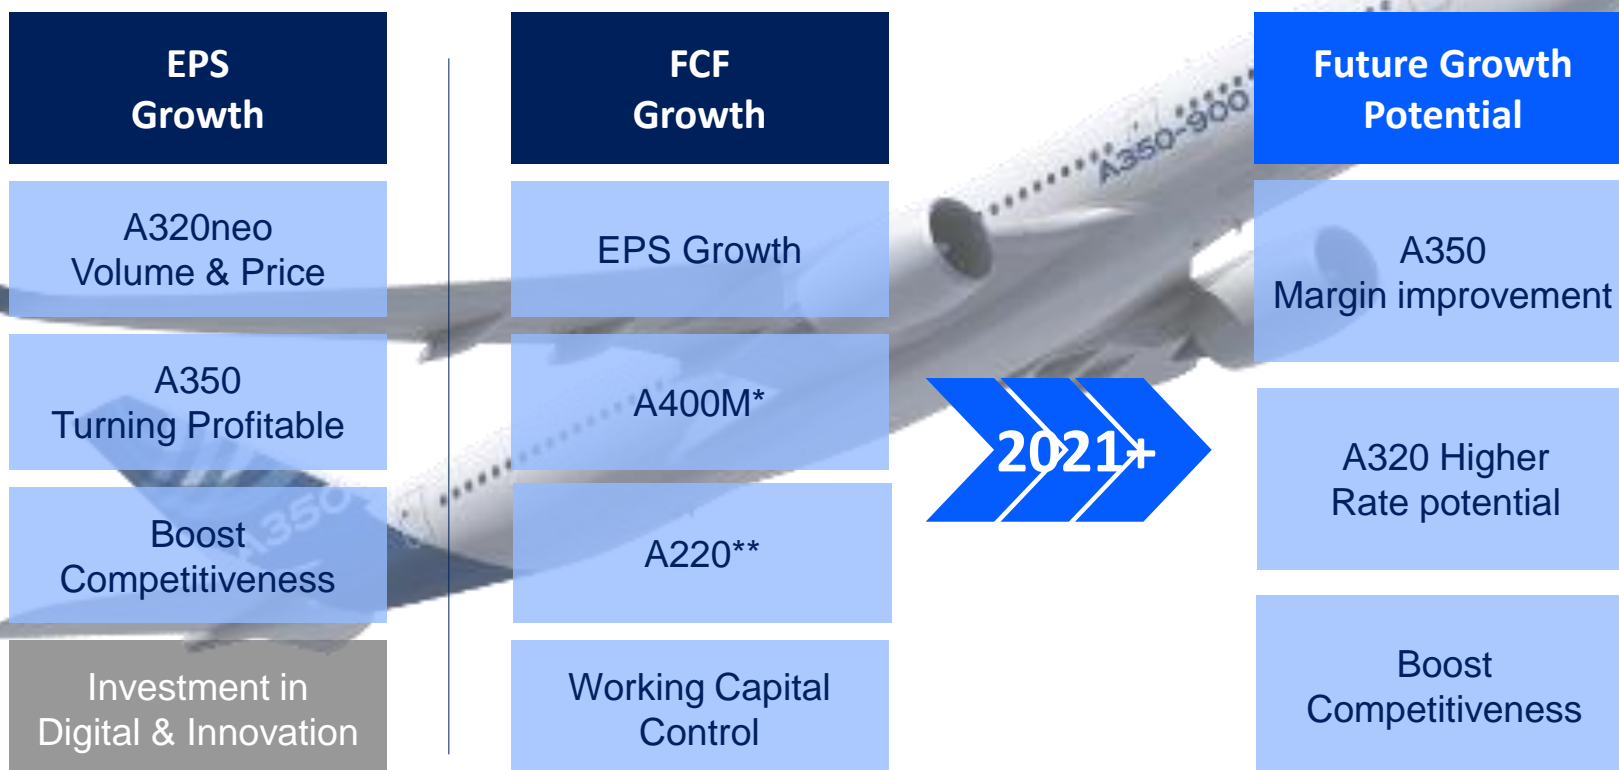 EPS
Growth
A320neo
Volume & Price
A350
Turning Profitable
Boost
Competitiveness
Investment in
Digital & Innovation
FCF
Growth
EPS Growth
A400M*
A220**
Working Capital
Control
2021+
Future Growth
Potential
A350
Margin improvement
A320 Higher
Rate potential
Boost
Competitiveness
A350-900
A350